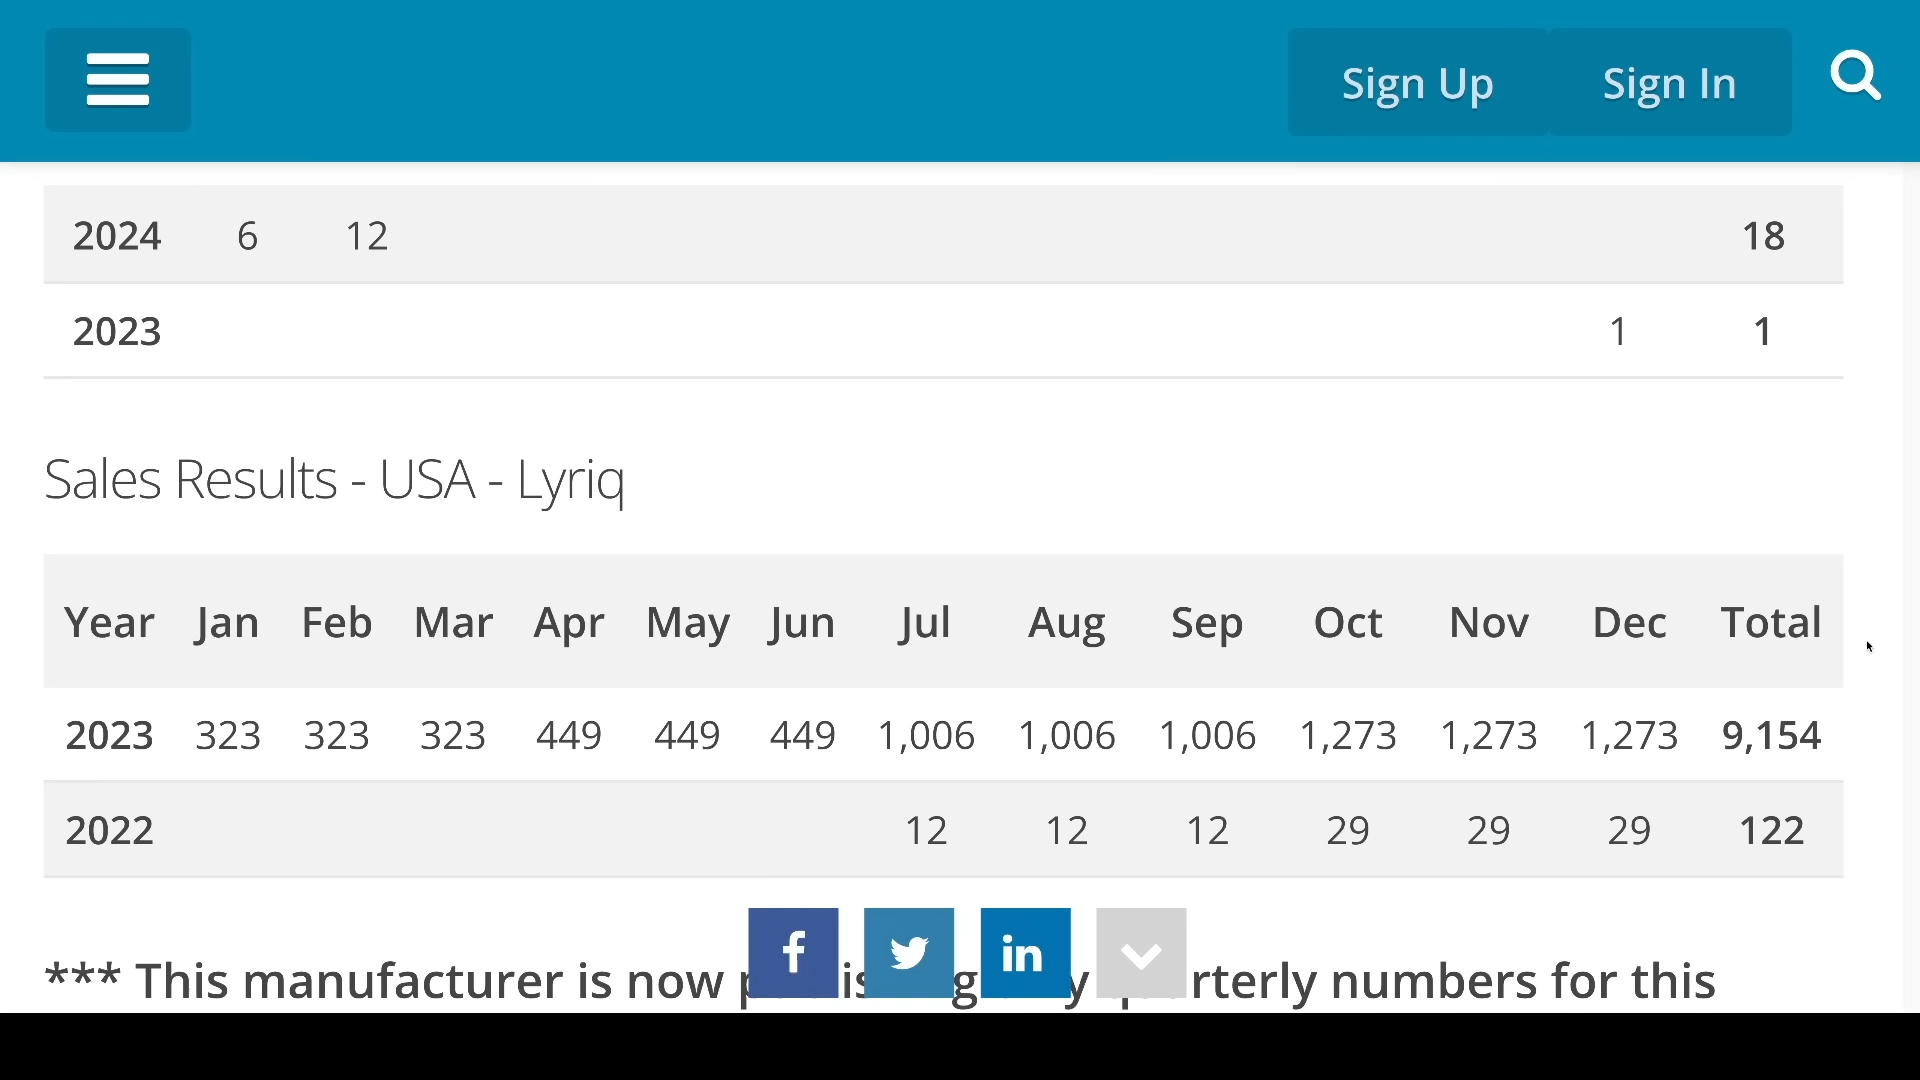 Sign Up Sign In
2024 6 12 18
2023 1 1
Sales Results - USA - Lyriq
Year Jan Feb Mar Apr May Jun Jul Aug Sep Oct Nov Dec Total
2023 323 323 323 449 449 449 1,006 1,006 1,006 1,273 1,273 1,273 9,154
2022 12 12 12 29 29 29 122
f in
*** This manufacturer is now numbers for this